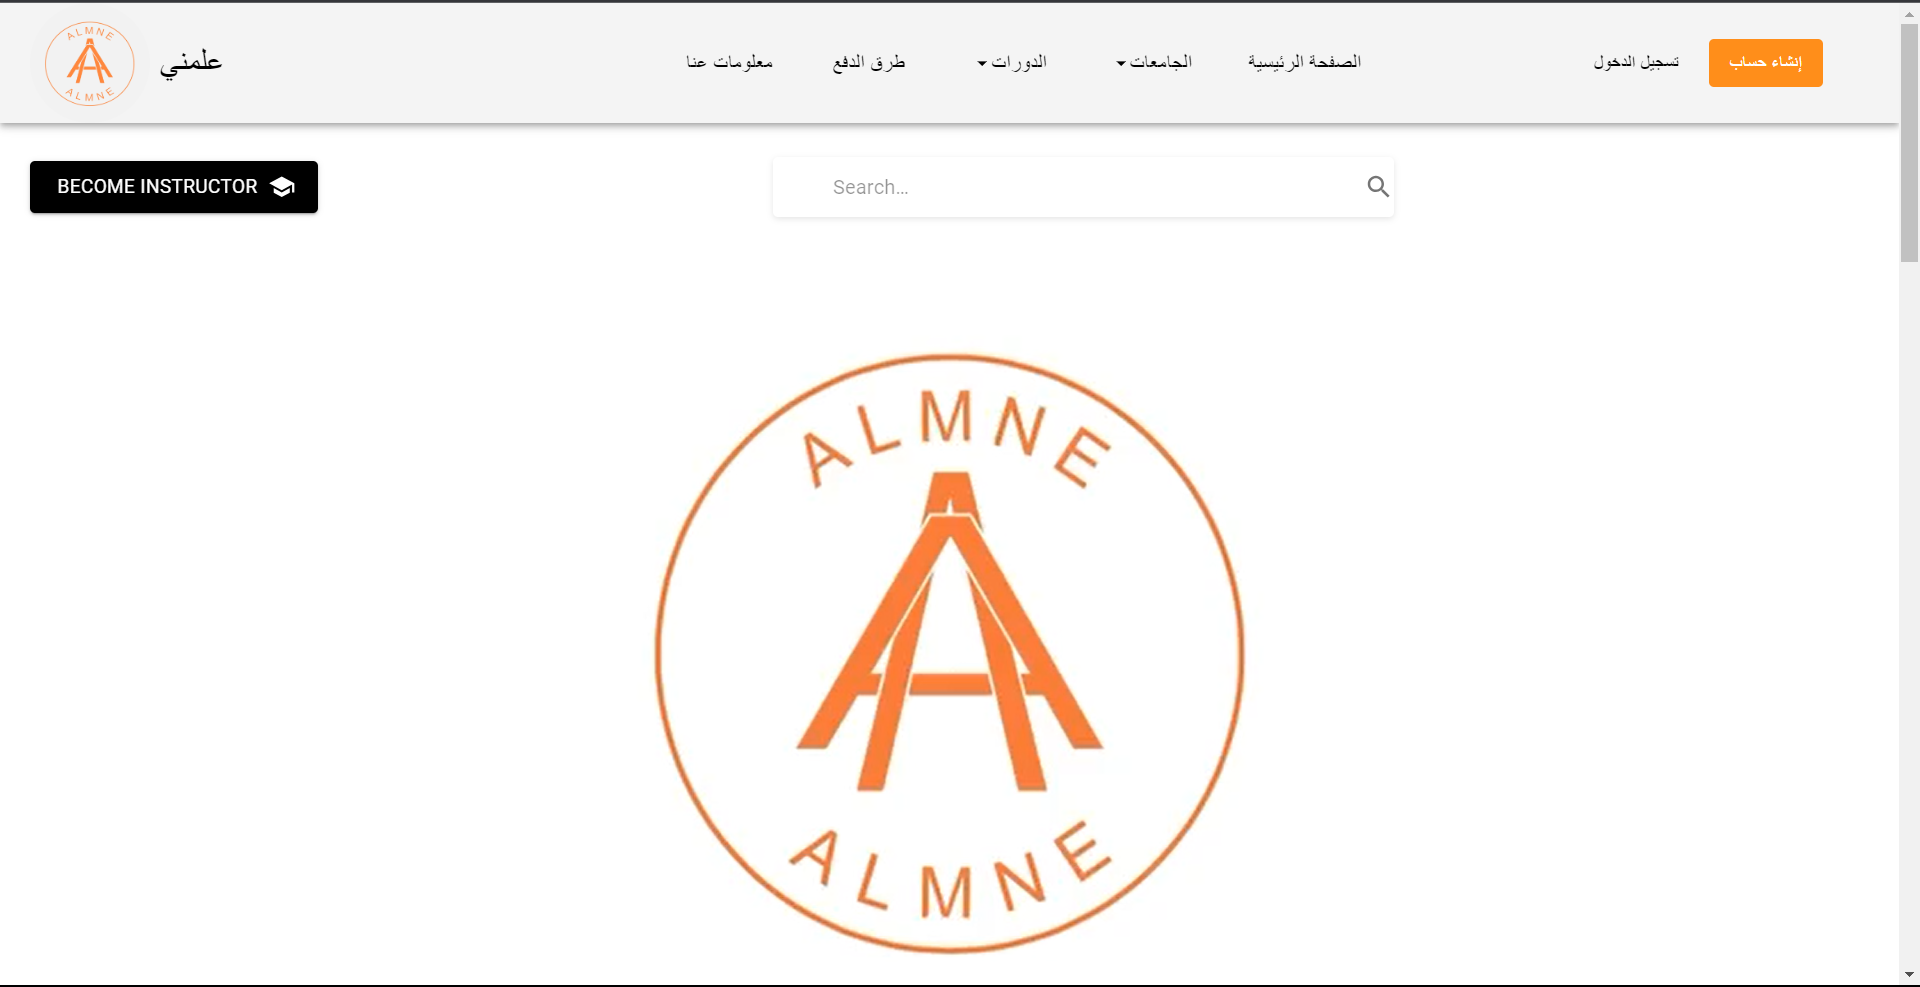 ALMNE
ALMNE
علمني
إنشاء حساب
تسجيل الدخول
الصفحة الرئيسية
الجامعات
الدورات
طرق الدفع
معلومات عنا
BECOME INSTRUCTOR
Search...
ALMNE
ALMNE